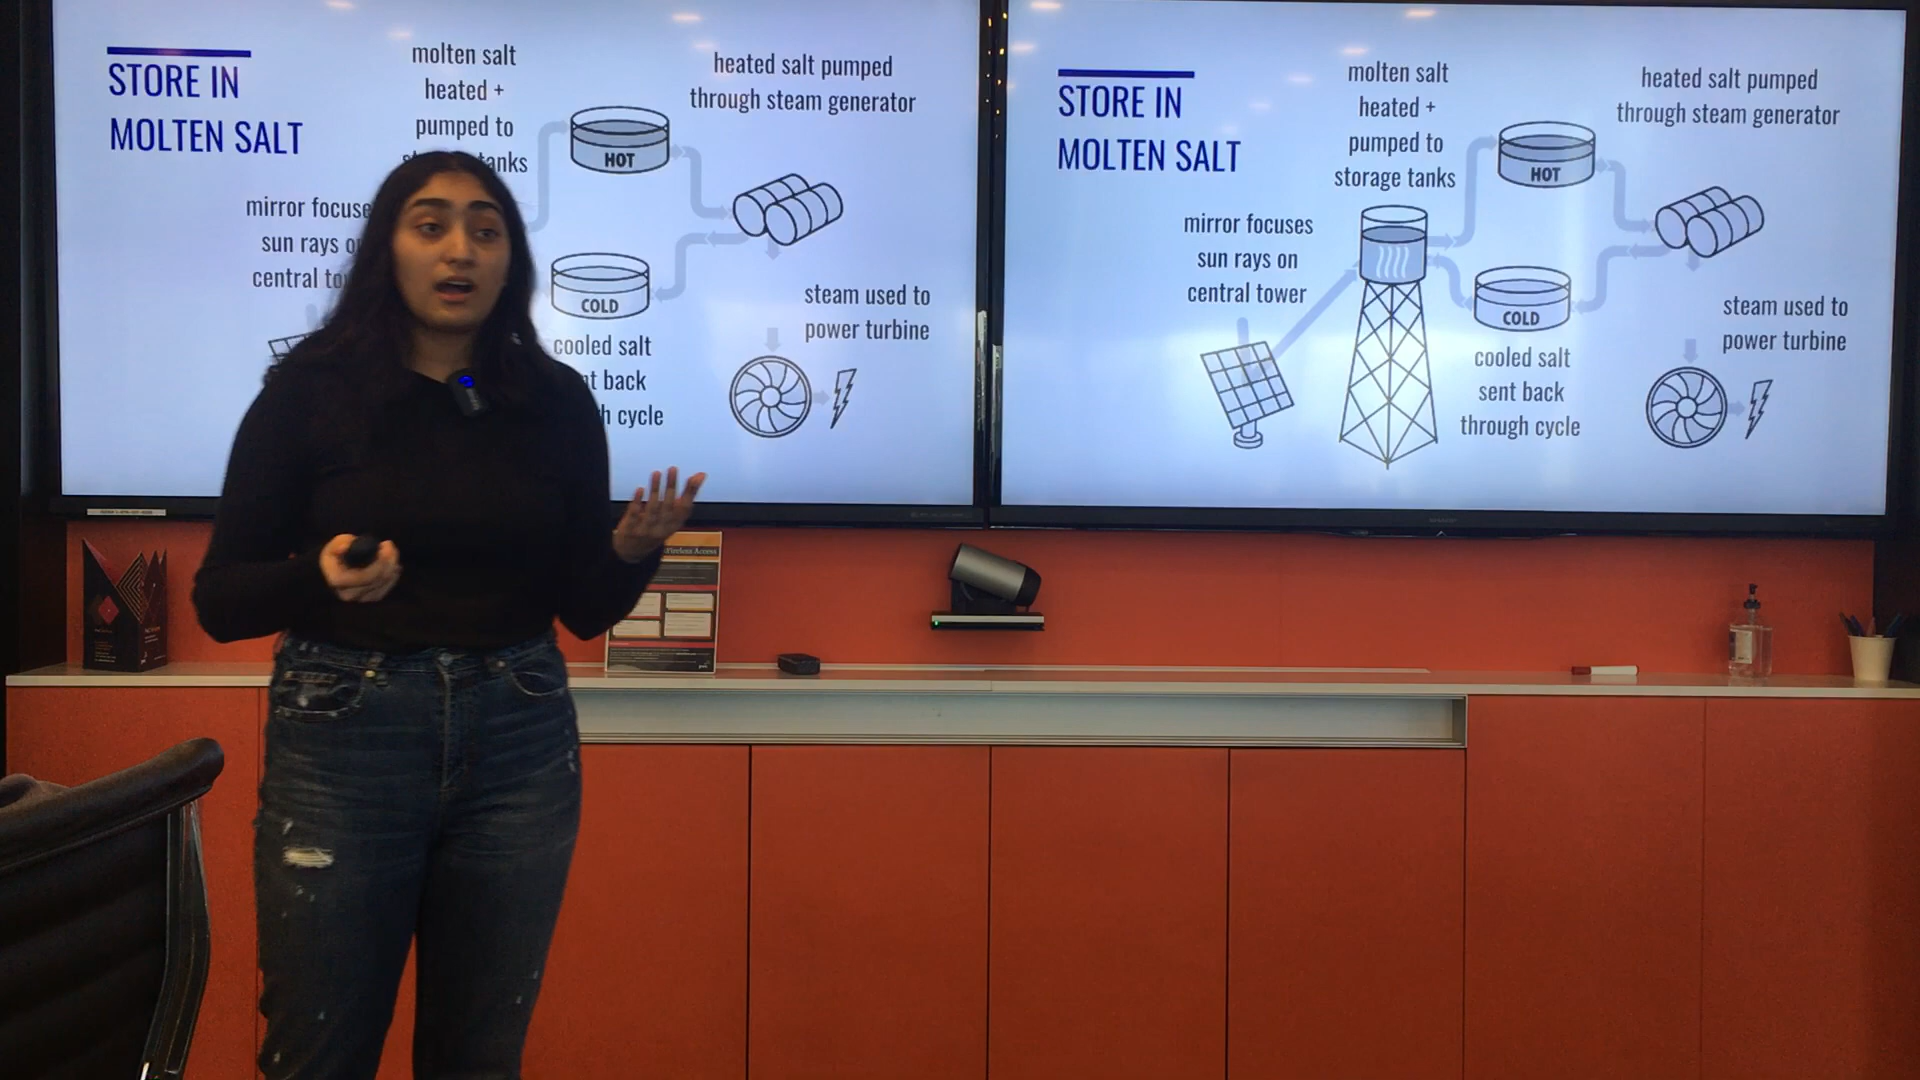 STORE IN
MOLTEN SALT
molten salt
heated +
pumped to
tanks
heated salt pumped
through steam generator
HOT
mirror focuse
sun rays o
central to
COLD
cooled salt
back
cycle
steam used to
power turbine
STORE IN
MOLTEN SALT
molten salt
heated +
pumped to
storage tanks
heated salt pumped
through steam generator
HOT
mirror focuses
sun rays on
central tower
COLD
cooled salt
sent back
through cycle
steam used to
power turbine
Wireless Access
pwc